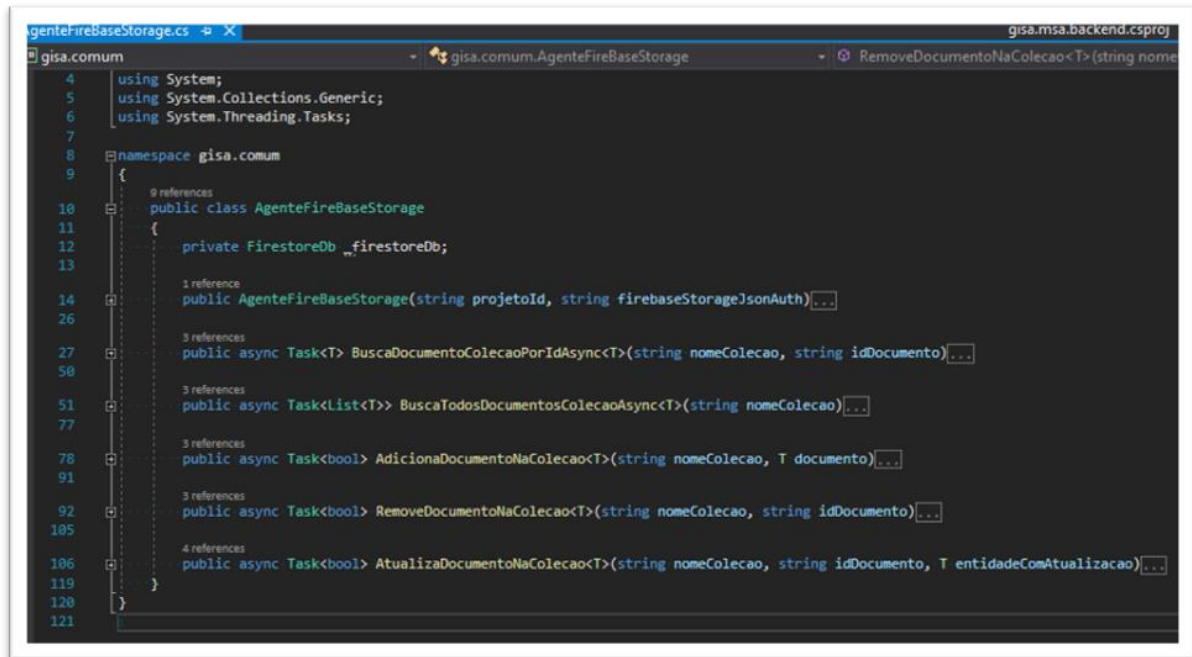 AgenteFireBaseStorage.cs gisa.msa.backend.csproj
gisa.comum gisa.comum.AgenteFireBaseStorage RemoveDocumentoNaColecao<T>(string nome
4 using System;
5 using System.Collections.Generic;
6 using System.Threading.Tasks;
7
8 namespace gisa.comum
9 {
9 references
10 public class AgenteFireBaseStorage
11 {
12 private FirestoreDb _firestoreDb;
13
1 reference
14 public AgenteFireBaseStorage(string projetoId, string firebaseStorageJsonAuth)...
26
3 references
27 public async Task<T> BuscaDocumentoColecaoPorIdAsync<T>(string nomeColecao, string idDocumento)...
50
3 references
51 public async Task<List<T>> BuscaTodosDocumentosColecaoAsync<T>(string nomeColecao)...
77
3 references
78 public async Task<bool> AdicionaDocumentoNaColecao<T>(string nomeColecao, T documento)...
91
3 references
92 public async Task<bool> RemoveDocumentoNaColecao<T>(string nomeColecao, string idDocumento)...
105
4 references
106 public async Task<bool> AtualizaDocumentoNaColecao<T>(string nomeColecao, string idDocumento, T entidadeComAtualizacao)...
119 }
120 }
121